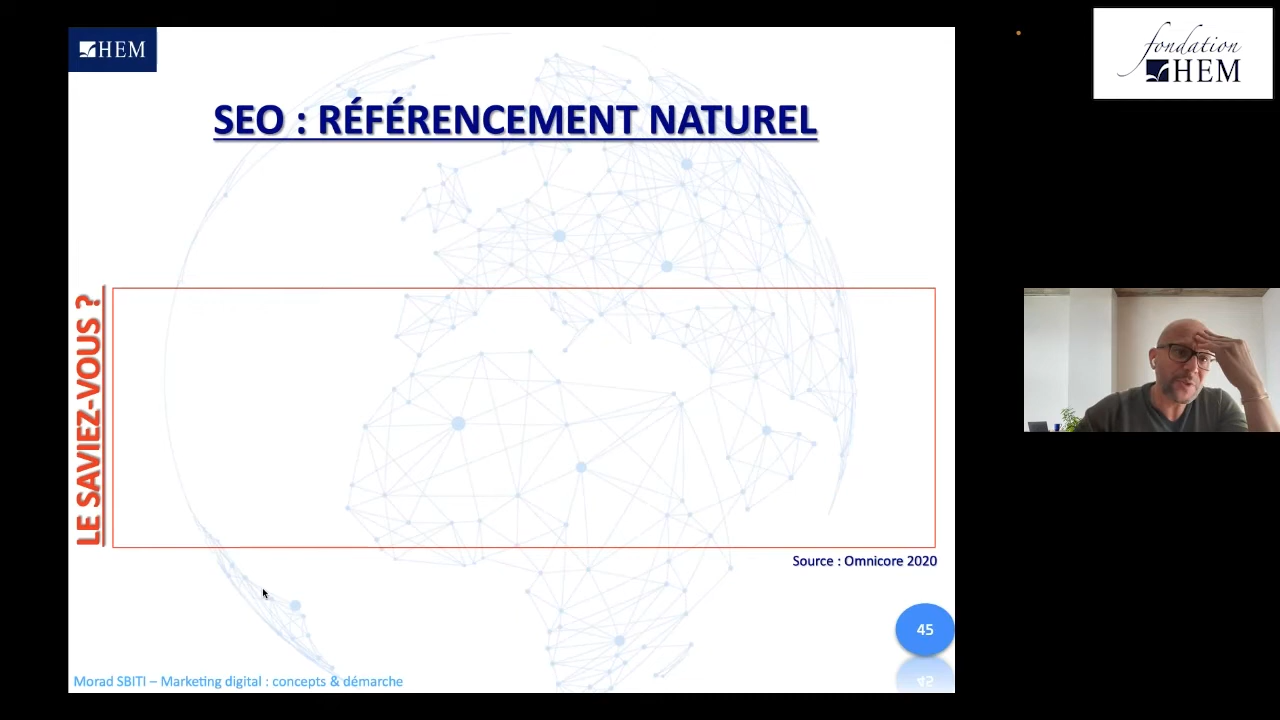 HEM
SEO : RÉFÉRENCEMENT NATUREL
LE SAVIEZ-VOUS ?
Source : Omnicore 2020
45
Morad SBITI – Marketing digital : concepts & démarche
fondation
HEM